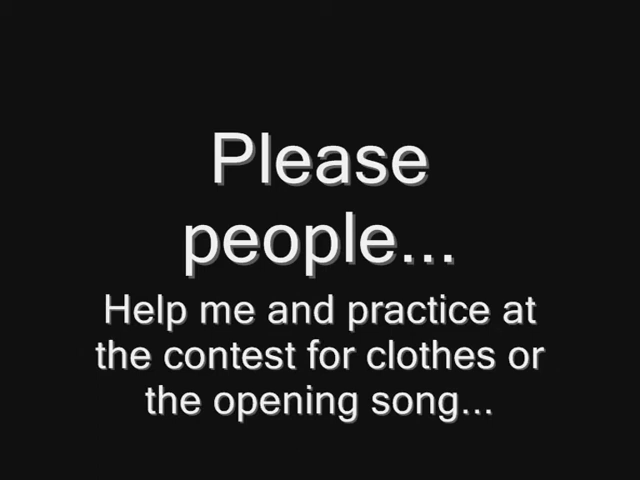 Please
people...
Help me and practice at
the contest for clothes or
the opening song...